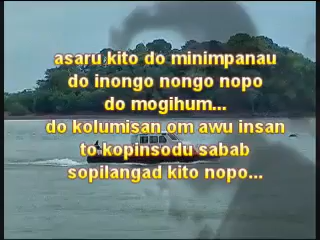 asaru kito do minimpanau
do inongo nongo nopo
do mogihum...
do kolumisan om awu insan
to kopinsodu sabab
sopilangad kito nopo...